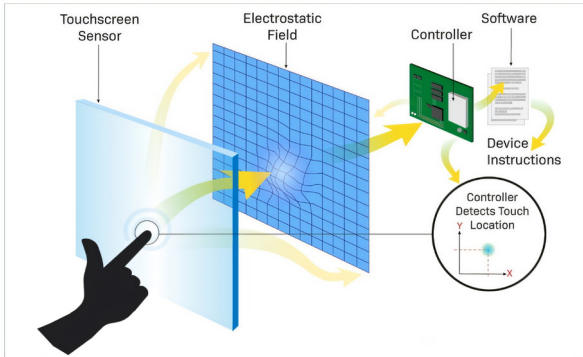 Touchscreen
Sensor
Electrostatic
Field
Controller
Software
Device
Instructions
Controller
Detects Touch
Location
Y
X